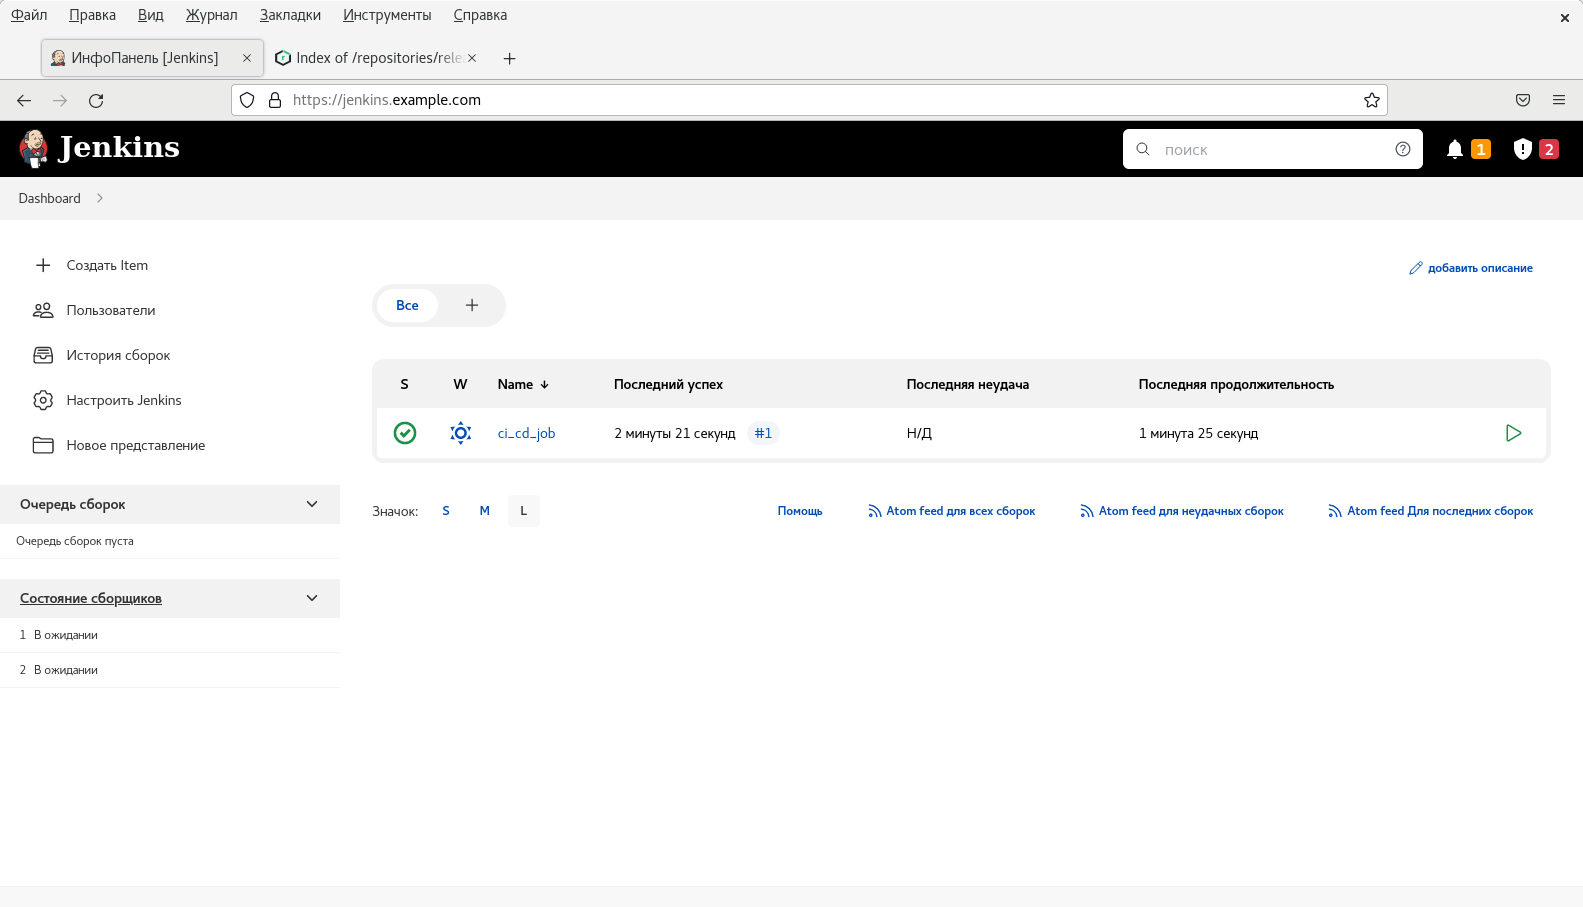 Файл Правка Вид Журнал Закладки Инструменты Справка
ИнфоПанель [Jenkins] Index of /repositories/rele
https://jenkins.example.com
Jenkins поиск 1 2
Dashboard
Создать Item
добавить описание
Пользователи
Все
История сборок
S W Name Последний успех Последняя неудача Последняя продолжительность
Настроить Jenkins
ci_cd_job 2 минуты 21 секунд #1 Н/Д 1 минута 25 секунд
Новое представление
Очередь сборок
Значок: S M L Помощь Atom feed для всех сборок Atom feed для неудачных сборок Atom feed Для последних сборок
Очередь сборок пуста
Состояние сборщиков
1 В ожидании
2 В ожидании